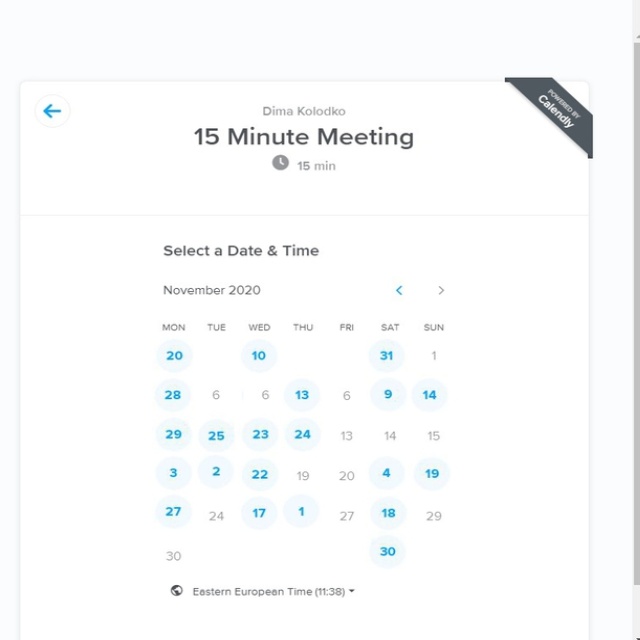 POWERED BY
Calendly
Dima Kolodko
15 Minute Meeting
15 min
Select a Date & Time
November 2020
MON TUE WED THU FRI SAT SUN
20 10 31 1
28 6 6 13 6 9 14
29 25 23 24 13 14 15
3 2 22 19 20 4 19
27 24 17 1 27 18 29
30 30
Eastern European Time (11:38)